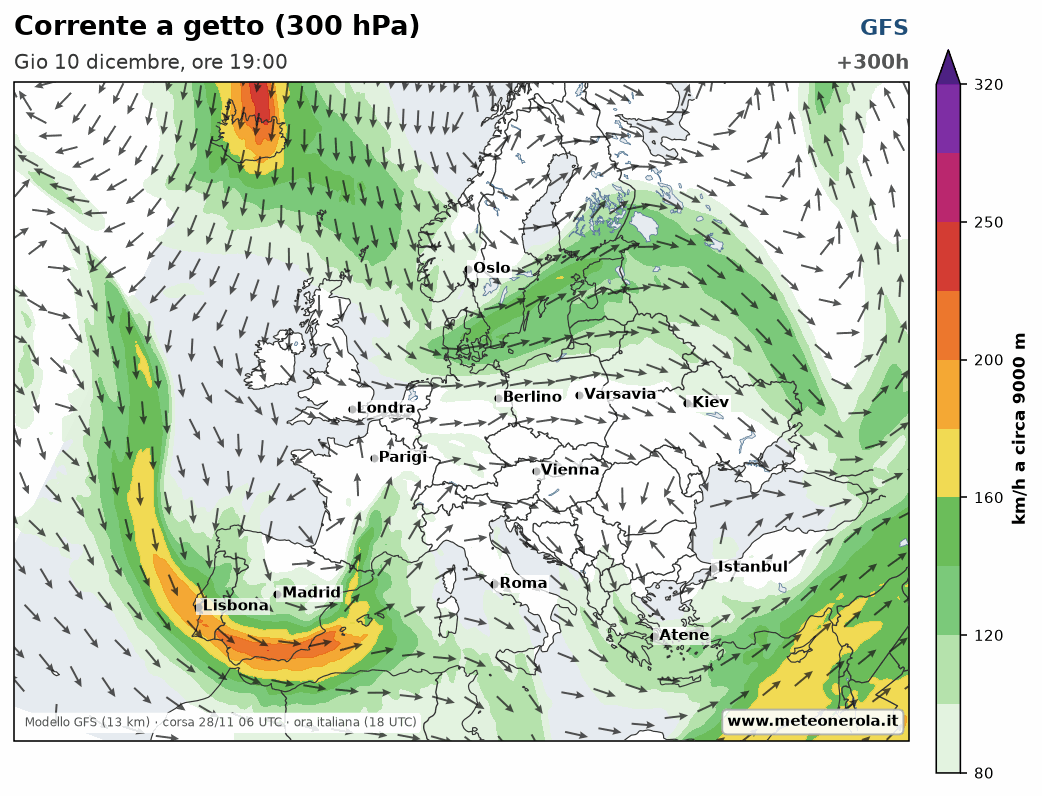 Corrente a getto (300 hPa)
GFS
Gio 10 dicembre, ore 19:00
+300h
320
250
200
160
120
80
km/h a circa 9000 m
Oslo
Berlino
Varsavia
Kiev
Londra
Parigi
Vienna
Istanbul
Roma
Madrid
Lisbona
Atene
Modello GFS (13 km) · corsa 28/11 06 UTC · ora italiana (18 UTC)
www.meteonerola.it